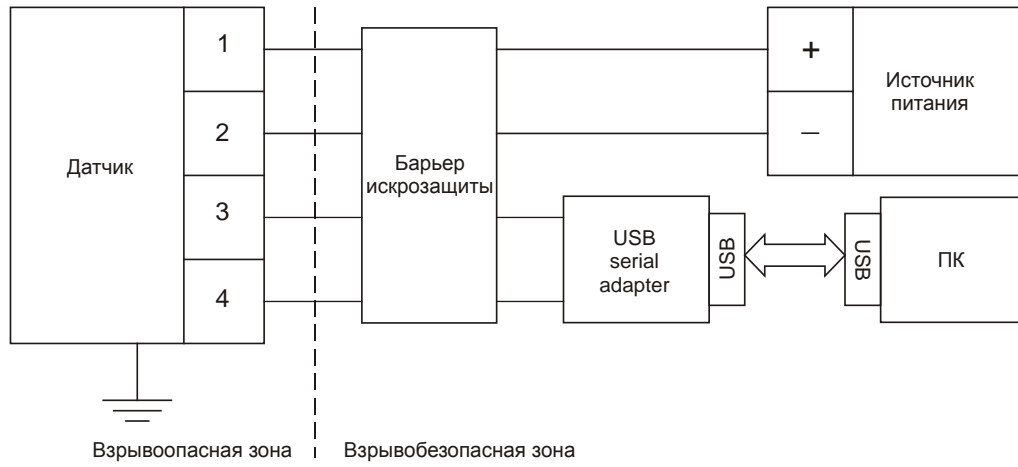 Датчик
1
2
3
4
Барьер
искрозащиты
+
−
Источник
питания
USB
serial
adapter
USB
USB
ПК
Взрывоопасная зона
Взрывобезопасная зона